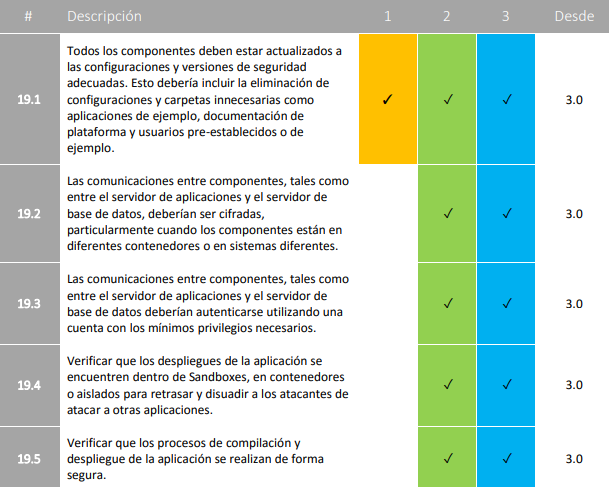 # Descripción 1 2 3 Desde
Todos los componentes deben estar actualizados a
las configuraciones y versiones de seguridad
adecuadas. Esto debería incluir la eliminación de
19.1 configuraciones y carpetas innecesarias como ✓ ✓ ✓ 3.0
aplicaciones de ejemplo, documentación de
plataforma y usuarios pre-establecidos o de
ejemplo.
Las comunicaciones entre componentes, tales como
entre el servidor de aplicaciones y el servidor de
19.2 base de datos, deberían ser cifradas, ✓ ✓ 3.0
particularmente cuando los componentes están en
diferentes contenedores o en sistemas diferentes.
Las comunicaciones entre componentes, tales como
entre el servidor de aplicaciones y el servidor de
19.3 base de datos deberían autenticarse utilizando una ✓ ✓ 3.0
cuenta con los mínimos privilegios necesarios.
Verificar que los despliegues de la aplicación se
encuentren dentro de Sandboxes, en contenedores
19.4 o aislados para retrasar y disuadir a los atacantes de ✓ ✓ 3.0
atacar a otras aplicaciones.
Verificar que los procesos de compilación y
19.5 despliegue de la aplicación se realizan de forma ✓ ✓ 3.0
segura.